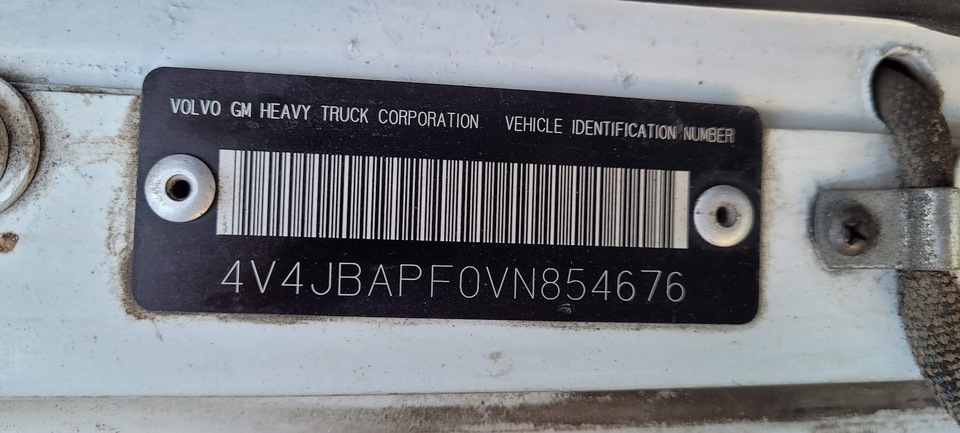 VOLVO GM HEAVY TRUCK CORPORATION VEHICLE IDENTIFICATION NUMBER
4V4JBAPF0VN854676